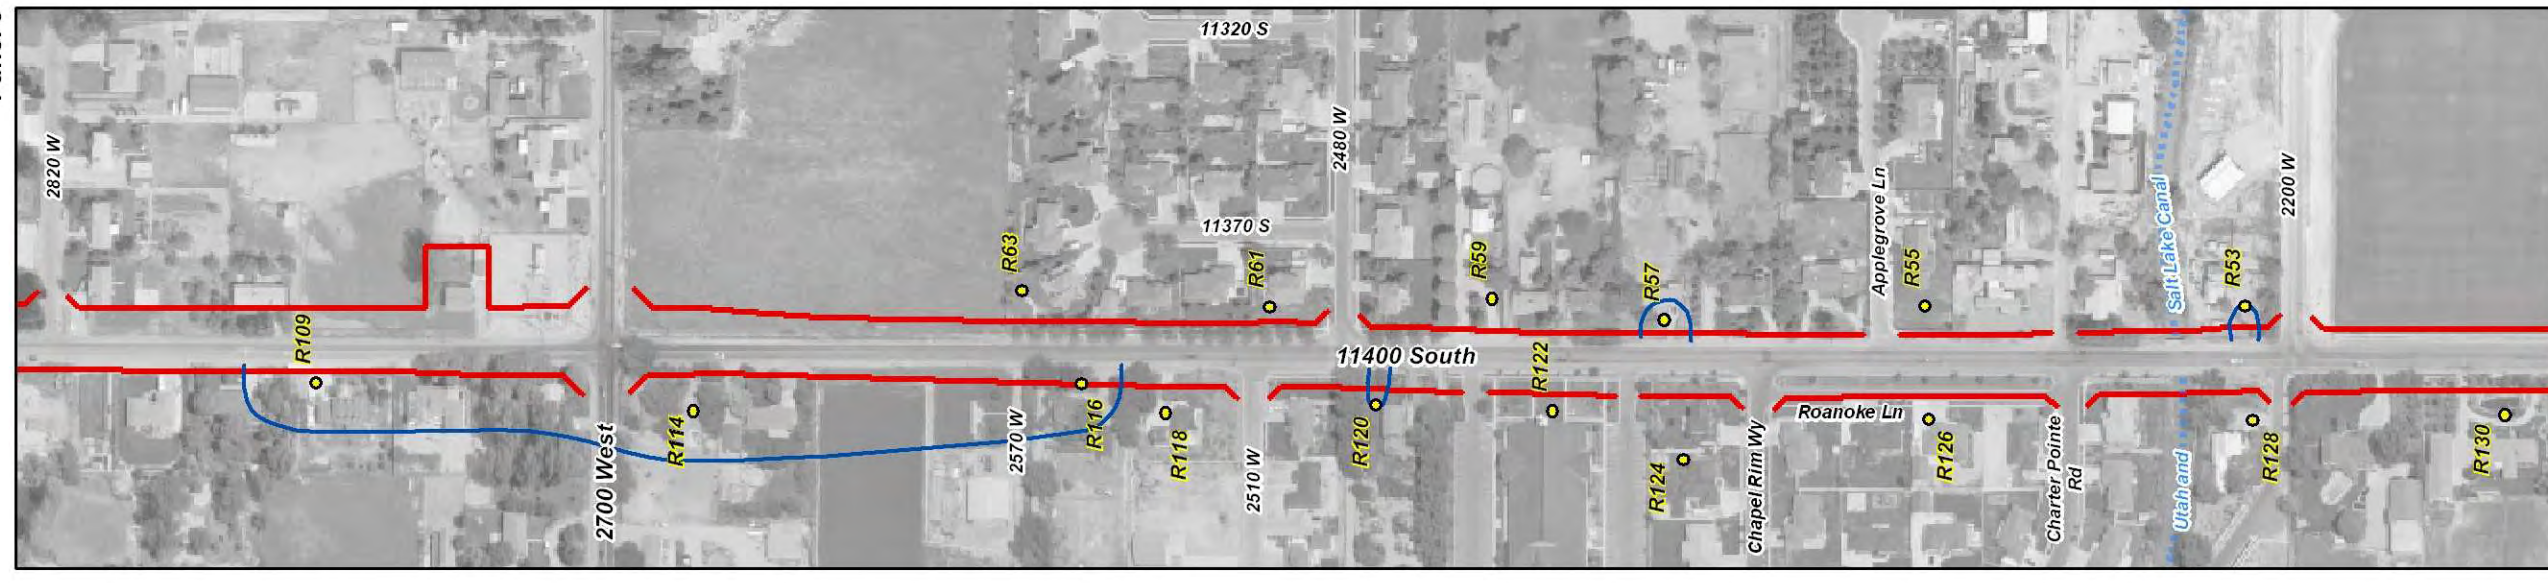 11320 S
2820 W
2480 W
2200 W
Applegrove Ln
Salt Lake Canal
11370 S
R63
R61
R59
R57
R55
R53
R109
11400 South
R122
2700 West
R114
2570 W
R116
R118
2510 W
R120
R124
Chapel Rim Wy
Roanoke Ln
R126
Charter Pointe
Rd
Utah and
R128
R130